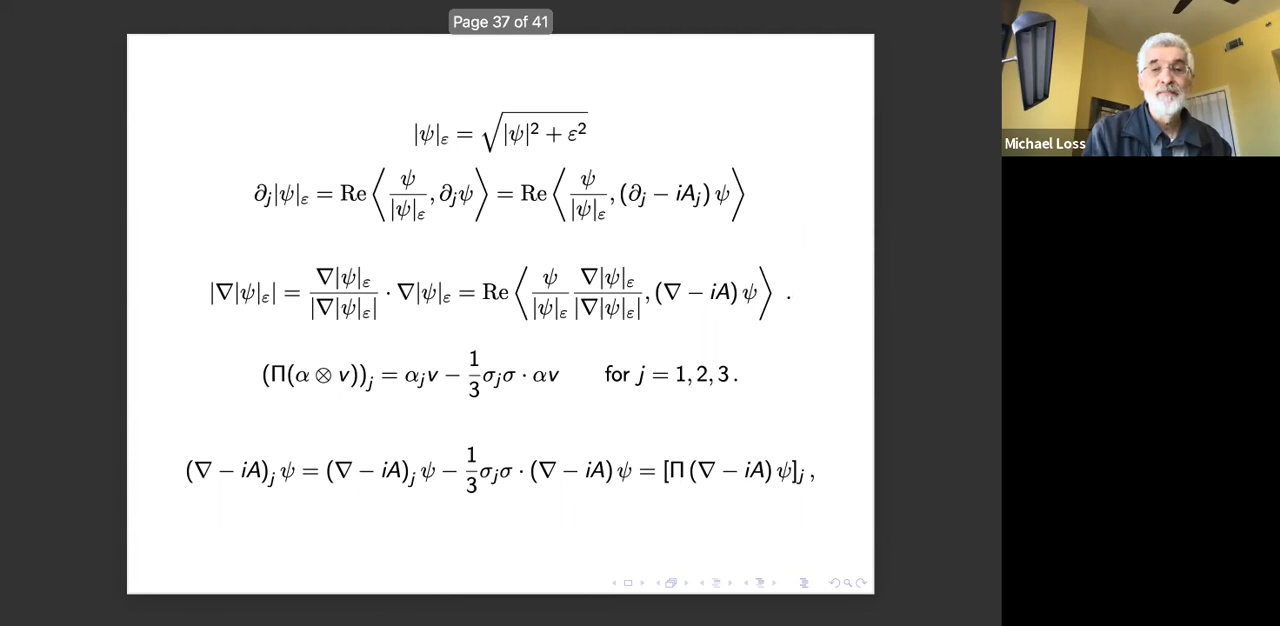 Page 37 of 41
|ψ|_ε = √(|ψ|² + ε²)
∂_j|ψ|_ε = Re⟨ψ/|ψ|_ε, ∂_jψ⟩ = Re⟨ψ/|ψ|_ε, (∂_j − iA_j) ψ⟩
|∇|ψ|_ε| = ∇|ψ|_ε/|∇|ψ|_ε| · ∇|ψ|_ε = Re⟨ψ/|ψ|_ε ∇|ψ|_ε/|∇|ψ|_ε|, (∇ − iA) ψ⟩ .
(Π(α ⊗ v))_j = α_j v − 1/3 σ_jσ · αv for j = 1, 2, 3 .
(∇ − iA)_j ψ = (∇ − iA)_j ψ − 1/3 σ_jσ · (∇ − iA) ψ = [Π (∇ − iA) ψ]_j ,
Michael Loss